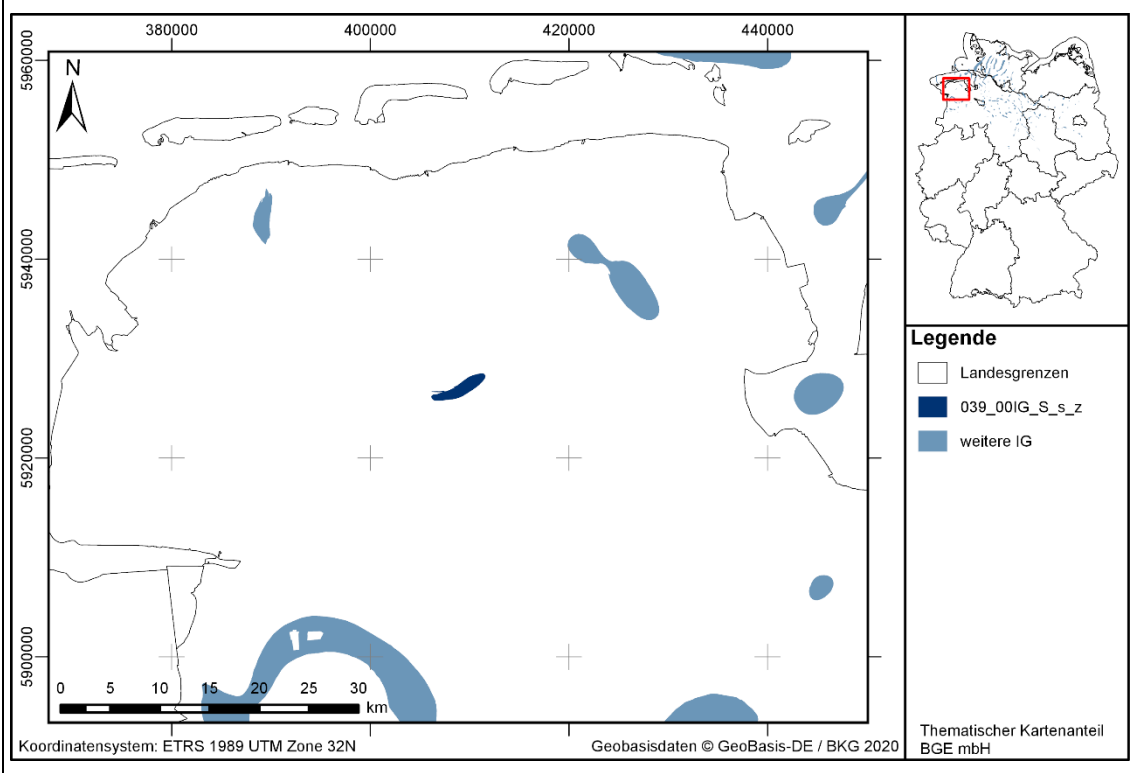 380000 400000 420000 440000
5960000
5940000
5920000
5900000
N
0 5 10 15 20 25 30
km
Koordinatensystem: ETRS 1989 UTM Zone 32N
Geobasisdaten © GeoBasis-DE / BKG 2020
Legende
Landesgrenzen
039_00IG_S_s_z
weitere IG
Thematischer Kartenanteil
BGE mbH